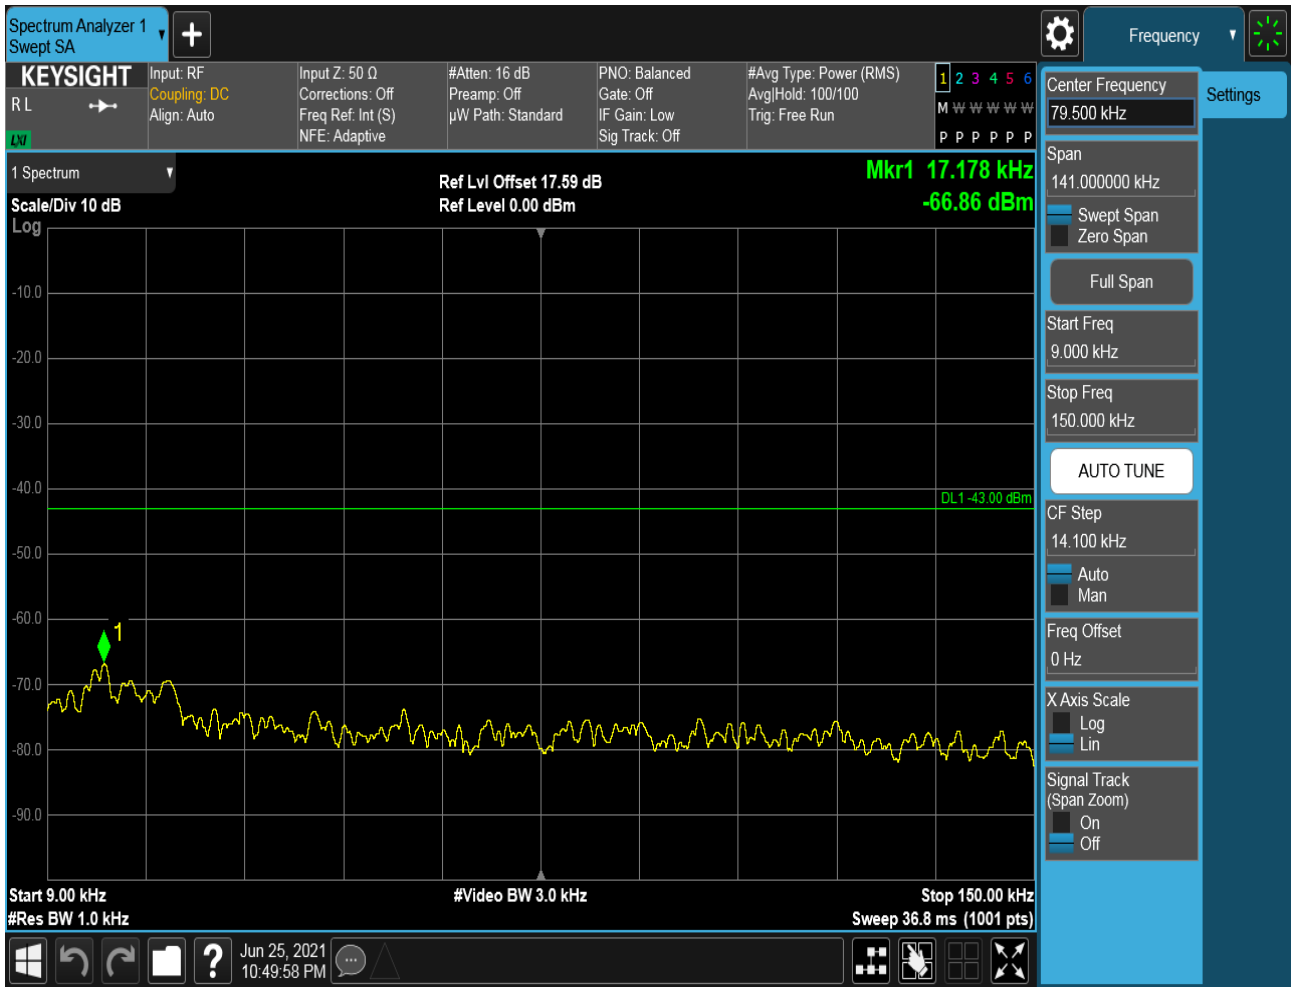 Spectrum Analyzer 1
Swept SA
Frequency
KEYSIGHT
R L
LXI
Input: RF
Coupling: DC
Align: Auto
Input Z: 50 Ω
Corrections: Off
Freq Ref: Int (S)
NFE: Adaptive
#Atten: 16 dB
Preamp: Off
µW Path: Standard
PNO: Balanced
Gate: Off
IF Gain: Low
Sig Track: Off
#Avg Type: Power (RMS)
Avg|Hold: 100/100
Trig: Free Run
1 2 3 4 5 6
M W W W W W
P P P P P P
1 Spectrum
Scale/Div 10 dB
Log
Ref Lvl Offset 17.59 dB
Ref Level 0.00 dBm
Mkr1 17.178 kHz
-66.86 dBm
-10.0
-20.0
-30.0
-40.0
DL1 -43.00 dBm
-50.0
-60.0
1
-70.0
-80.0
-90.0
Start 9.00 kHz
#Video BW 3.0 kHz
Stop 150.00 kHz
#Res BW 1.0 kHz
Sweep 36.8 ms (1001 pts)
Jun 25, 2021
10:49:58 PM
Center Frequency
79.500 kHz
Settings
Span
141.000000 kHz
Swept Span
Zero Span
Full Span
Start Freq
9.000 kHz
Stop Freq
150.000 kHz
AUTO TUNE
CF Step
14.100 kHz
Auto
Man
Freq Offset
0 Hz
X Axis Scale
Log
Lin
Signal Track
(Span Zoom)
On
Off